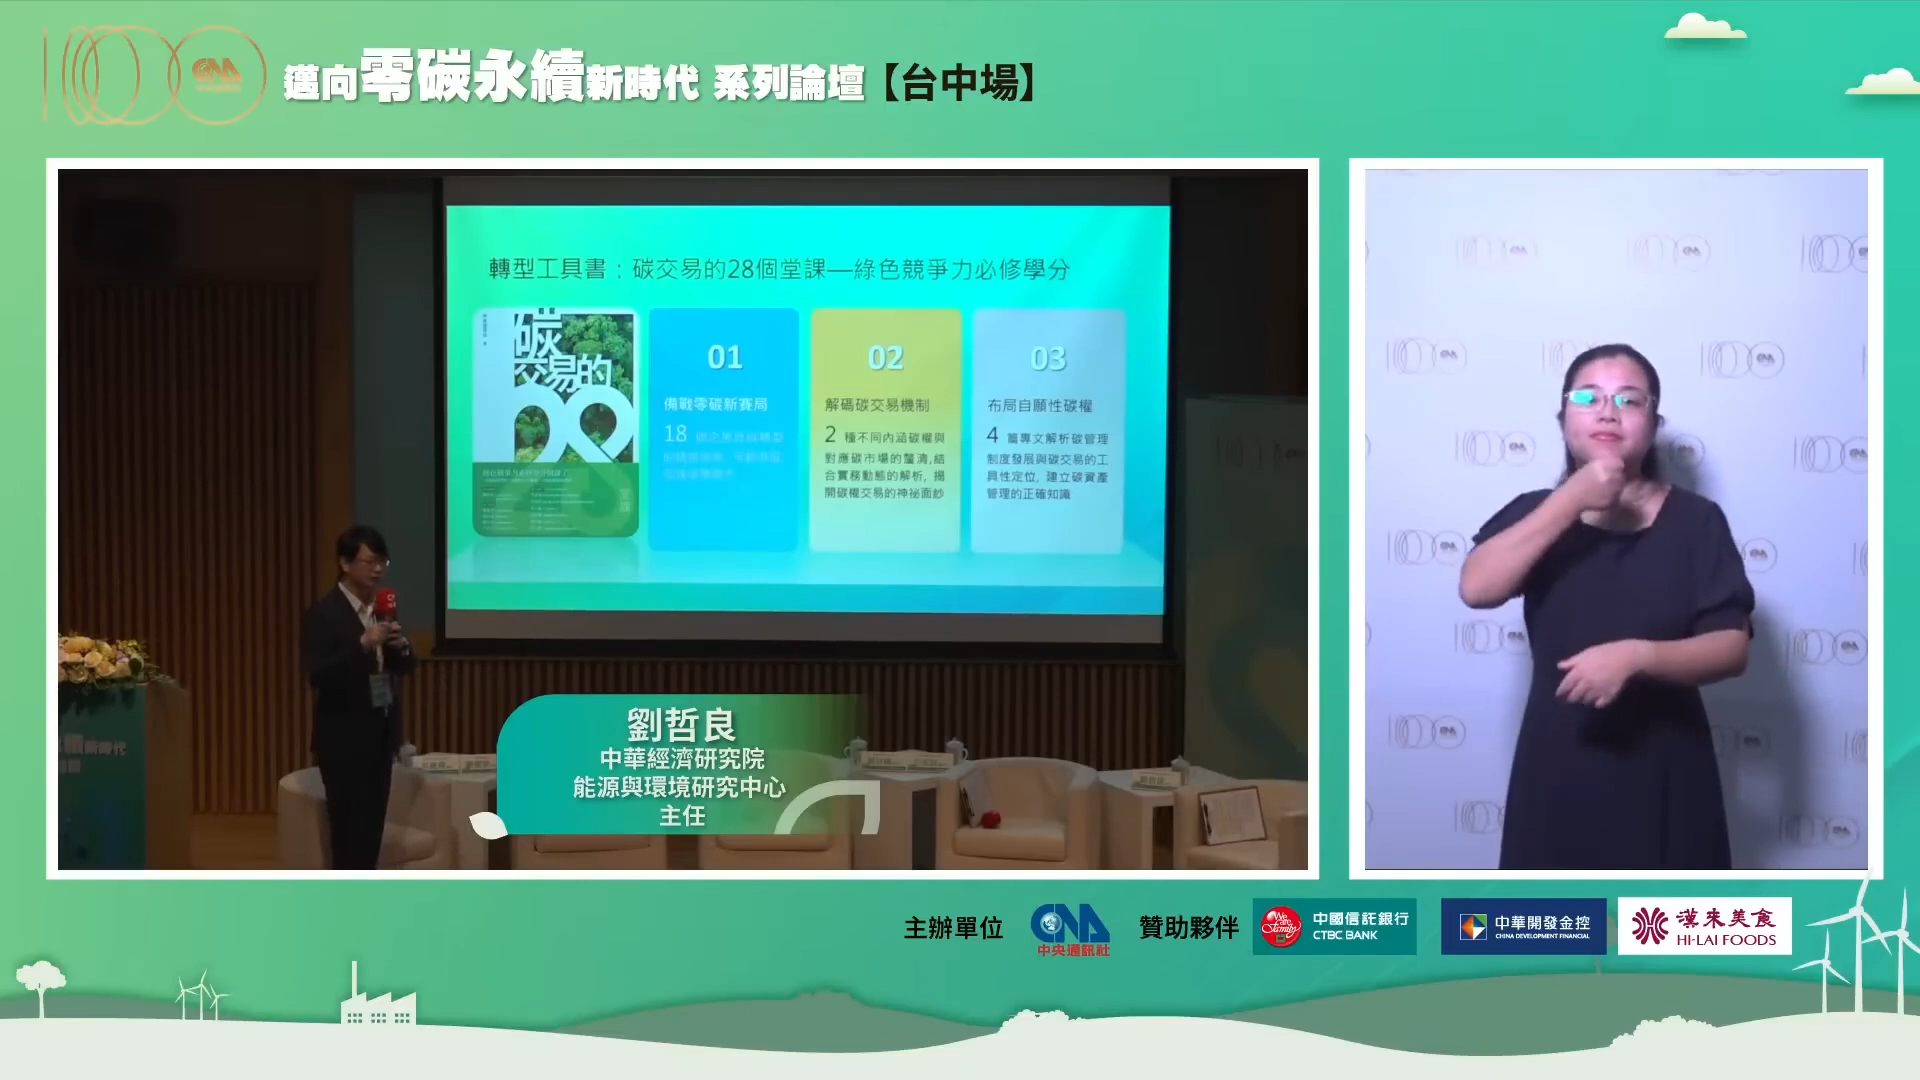 邁向零碳永續新時代 系列論壇【台中場】
轉型工具書：碳交易的28個堂課—綠色競爭力必修學分
碳
交易的
28
01
備戰零碳新賽局
18
02
解碼碳交易機制
2 種不同內涵碳權與
對應碳市場的釐清,結
合實務動態的解析，揭
開碳權交易的神祕面紗
03
布局自願性碳權
4 篇專文解析碳管理
制度發展與碳交易的工
具性定位，建立碳資產
管理的正確知識
劉哲良
中華經濟研究院
能源與環境研究中心
主任
主辦單位
CNA
中央通訊社
贊助夥伴
We are family
中國信託銀行
CTBC BANK
中華開發金控
CHINA DEVELOPMENT FINANCIAL
漢來美食
HI-LAI FOODS